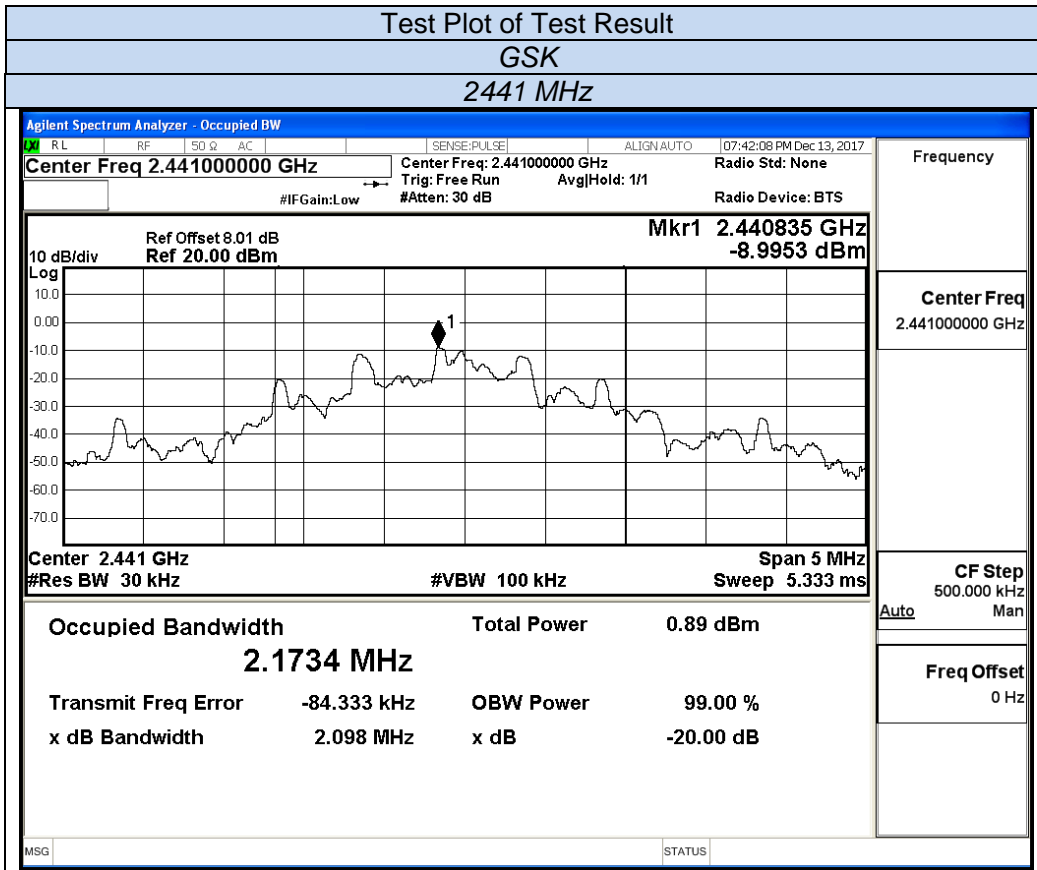 Test Plot of Test Result
GSK
2441 MHz
Agilent Spectrum Analyzer - Occupied BW
LXI RL RF 50 Ω AC SENSE:PULSE ALIGN AUTO 07:42:08 PM Dec 13, 2017
Center Freq 2.441000000 GHz
Center Freq: 2.441000000 GHz
Radio Std: None
Trig: Free Run Avg|Hold: 1/1
#IFGain:Low
#Atten: 30 dB
Radio Device: BTS
Frequency
Mkr1 2.440835 GHz
-8.9953 dBm
Ref Offset 8.01 dB
10 dB/div Ref 20.00 dBm
Log
10.0
0.00
-10.0
-20.0
-30.0
-40.0
-50.0
-60.0
-70.0
1
Center 2.441 GHz
Span 5 MHz
#Res BW 30 kHz
#VBW 100 kHz
Sweep 5.333 ms
Center Freq
2.441000000 GHz
CF Step
500.000 kHz
Auto Man
Freq Offset
0 Hz
Occupied Bandwidth
2.1734 MHz
Total Power 0.89 dBm
Transmit Freq Error -84.333 kHz
OBW Power 99.00 %
x dB Bandwidth 2.098 MHz
x dB -20.00 dB
MSG
STATUS